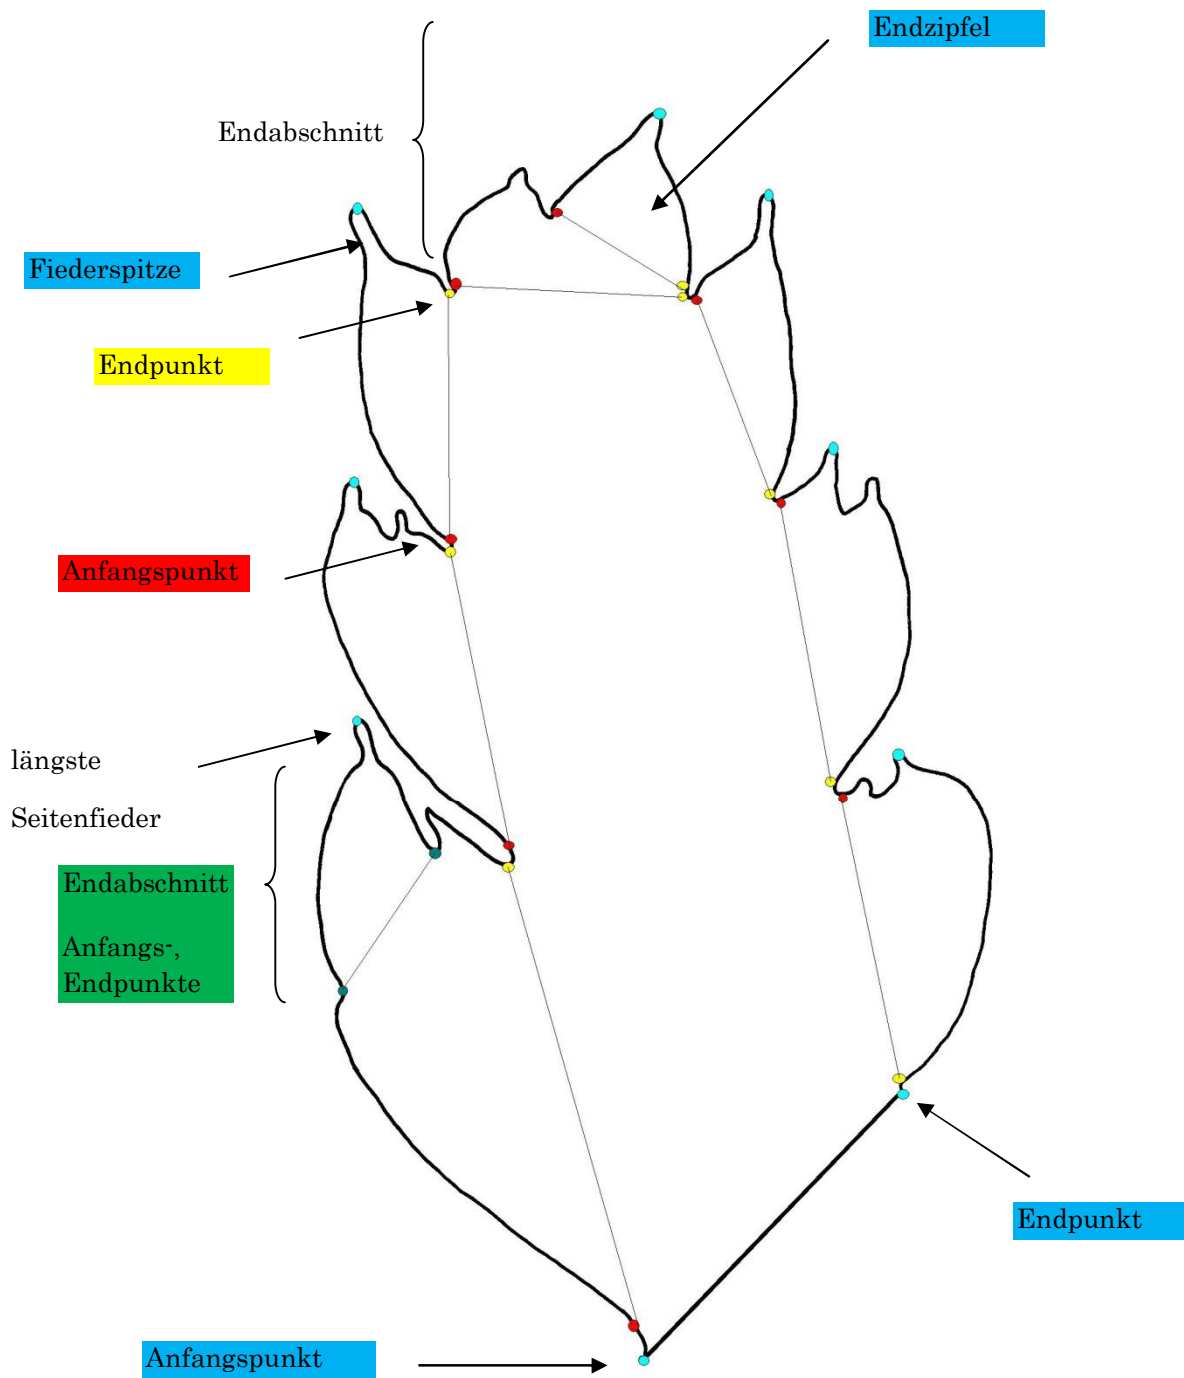 Endzipfel
Endabschnitt
Fiederspitze
Endpunkt
Anfangspunkt
längste
Seitenfieder
Endabschnitt
Anfangs-,
Endpunkte
Endpunkt
Anfangspunkt